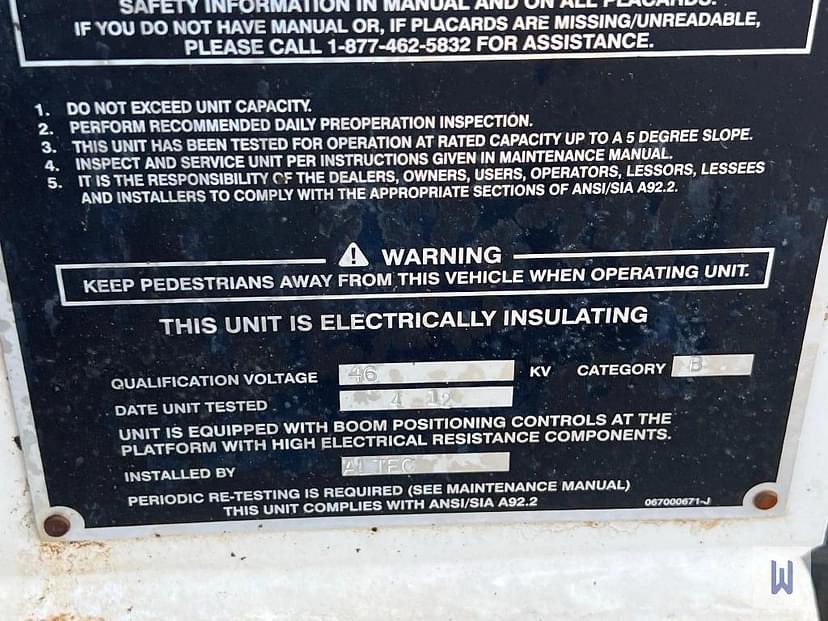 SAFETY INFORMATION IN MANUAL AND ON ALL PLACARDS.
IF YOU DO NOT HAVE MANUAL OR, IF PLACARDS ARE MISSING/UNREADABLE,
PLEASE CALL 1-877-462-5832 FOR ASSISTANCE.
1. DO NOT EXCEED UNIT CAPACITY.
2. PERFORM RECOMMENDED DAILY PREOPERATION INSPECTION.
3. THIS UNIT HAS BEEN TESTED FOR OPERATION AT RATED CAPACITY UP TO A 5 DEGREE SLOPE.
4. INSPECT AND SERVICE UNIT PER INSTRUCTIONS GIVEN IN MAINTENANCE MANUAL.
5. IT IS THE RESPONSIBILITY OF THE DEALERS, OWNERS, USERS, OPERATORS, LESSORS, LESSEES
AND INSTALLERS TO COMPLY WITH THE APPROPRIATE SECTIONS OF ANSI/SIA A92.2.
WARNING
KEEP PEDESTRIANS AWAY FROM THIS VEHICLE WHEN OPERATING UNIT.
THIS UNIT IS ELECTRICALLY INSULATING
QUALIFICATION VOLTAGE 46 KV CATEGORY B
DATE UNIT TESTED 4 12
UNIT IS EQUIPPED WITH BOOM POSITIONING CONTROLS AT THE
PLATFORM WITH HIGH ELECTRICAL RESISTANCE COMPONENTS.
INSTALLED BY ALTEC
PERIODIC RE-TESTING IS REQUIRED (SEE MAINTENANCE MANUAL)
THIS UNIT COMPLIES WITH ANSI/SIA A92.2
067000671-J
W